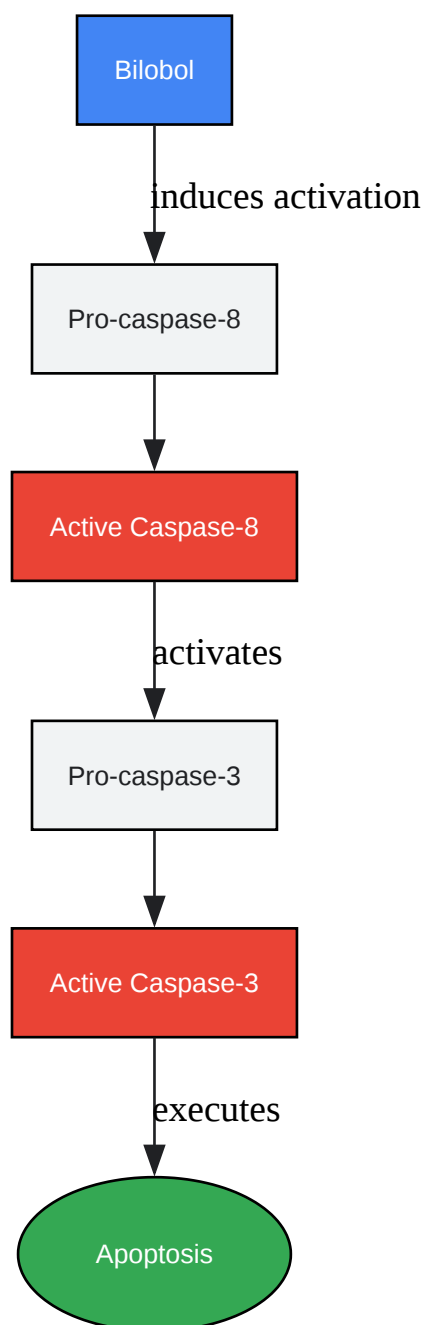 Bilobol
induces activation
Pro-caspase-8
Active Caspase-8
activates
Pro-caspase-3
Active Caspase-3
executes
Apoptosis